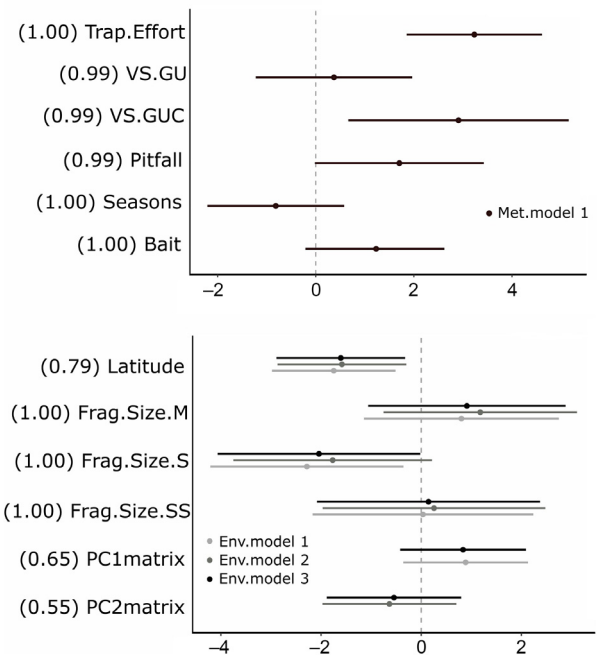 (1.00) Trap.Effort
(0.99) VS.GU
(0.99) VS.GUC
(0.99) Pitfall
(1.00) Seasons
Met.model 1
(1.00) Bait
−2 0 2 4
(0.79) Latitude
(1.00) Frag.Size.M
(1.00) Frag.Size.S
(1.00) Frag.Size.SS
Env.model 1
Env.model 2
Env.model 3
(0.65) PC1matrix
(0.55) PC2matrix
−4 −2 0 2